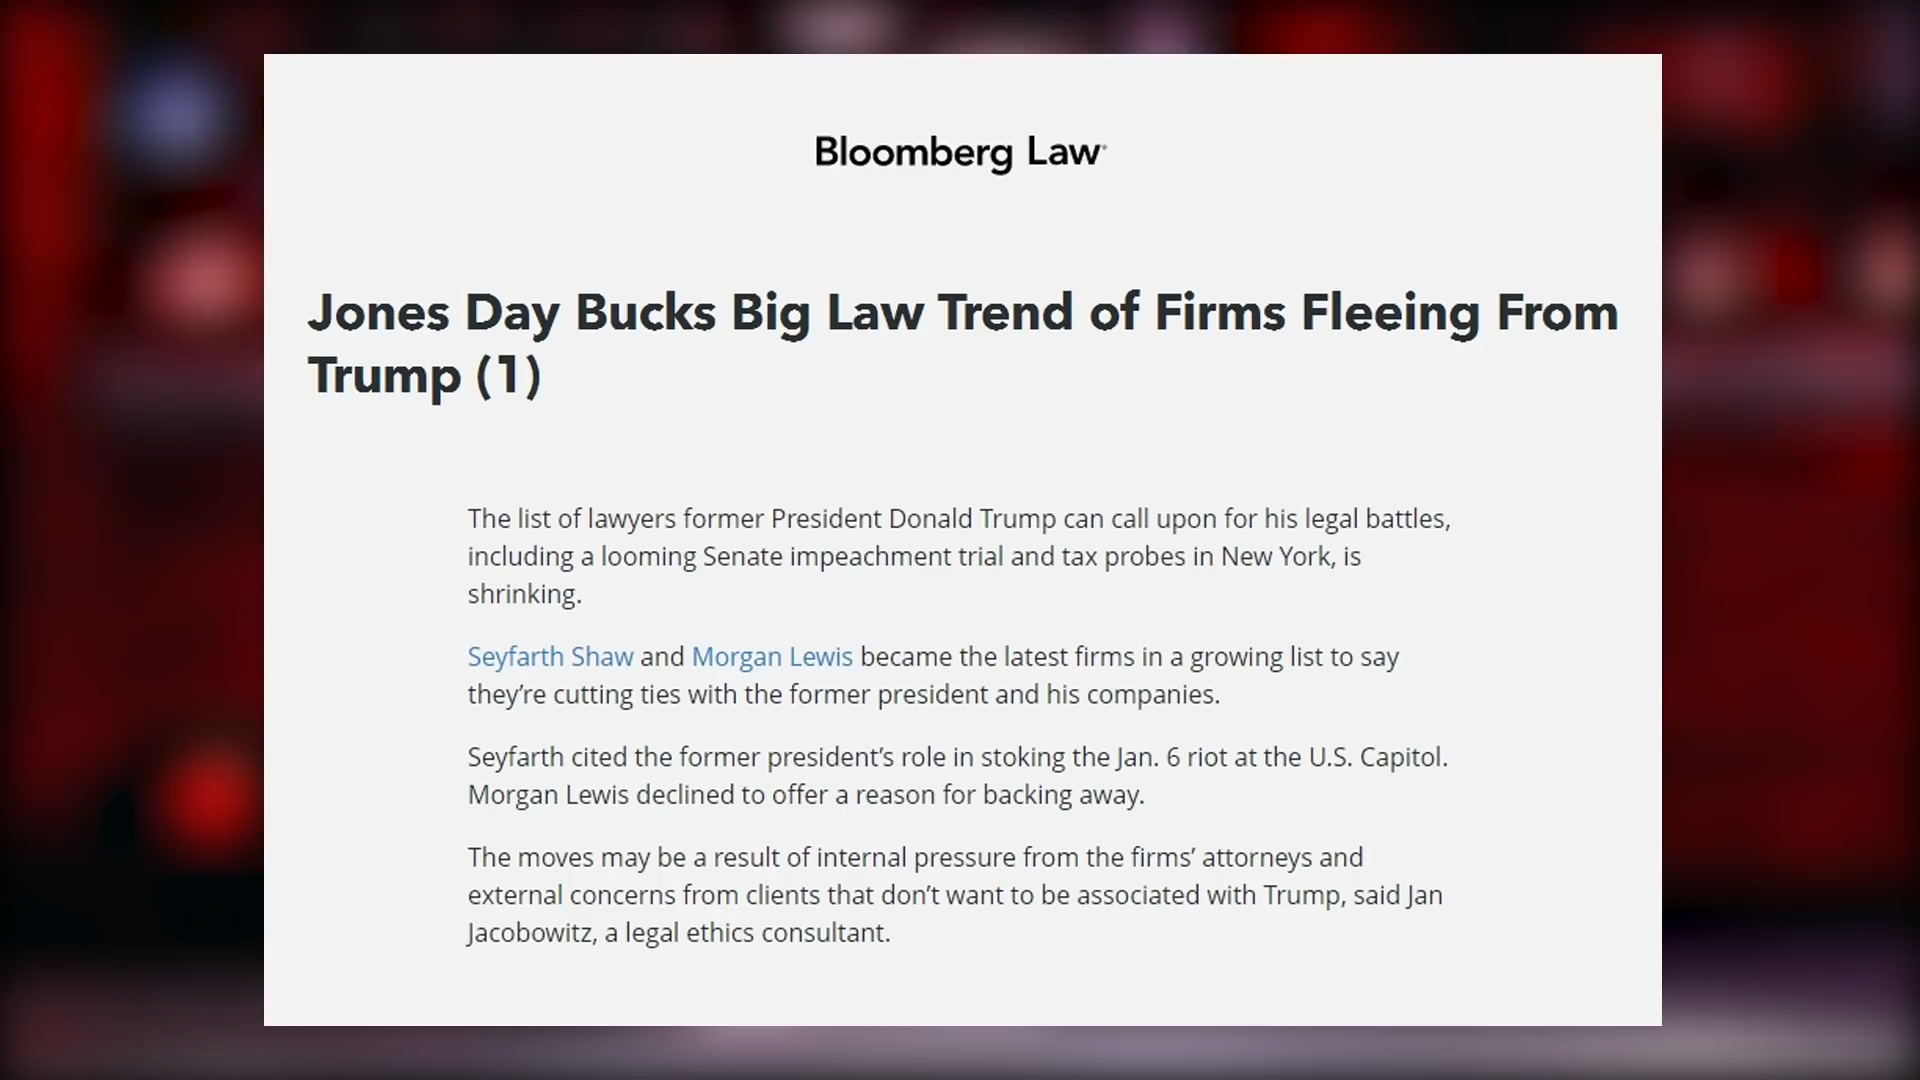 Bloomberg Law
Jones Day Bucks Big Law Trend of Firms Fleeing From
Trump (1)
The list of lawyers former President Donald Trump can call upon for his legal battles,
including a looming Senate impeachment trial and tax probes in New York, is
shrinking.
Seyfarth Shaw and Morgan Lewis became the latest firms in a growing list to say
they’re cutting ties with the former president and his companies.
Seyfarth cited the former president’s role in stoking the Jan. 6 riot at the U.S. Capitol.
Morgan Lewis declined to offer a reason for backing away.
The moves may be a result of internal pressure from the firms’ attorneys and
external concerns from clients that don’t want to be associated with Trump, said Jan
Jacobowitz, a legal ethics consultant.